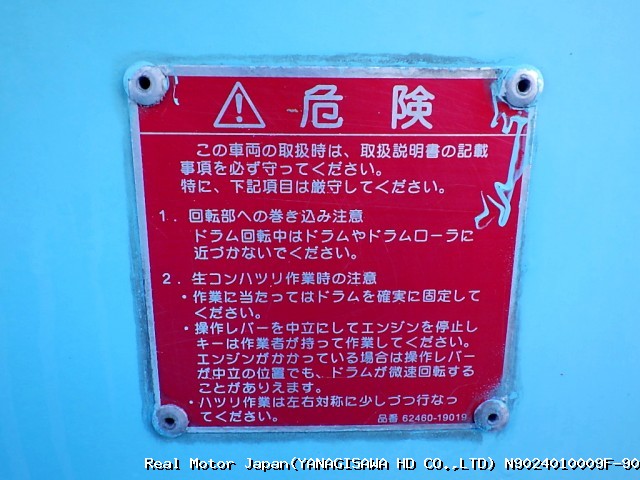 危険
この車両の取扱時は、取扱説明書の記載
事項を必ず守ってください。
特に、下記項目は厳守してください。
1．回転部への巻き込み注意
ドラム回転中はドラムやドラムローラに
近づかないでください。
2．生コンハツリ作業時の注意
・作業に当たってはドラムを確実に固定して
ください。
・操作レバーを中立にしてエンジンを停止し
キーは作業者が持って作業してください。
エンジンがかかっている場合は操作レバー
が中立の位置でも、ドラムが微速回転する
ことがありえます。
・ハツリ作業は左右対称に少しづつ行なっ
てください。
品番 62460-19019
Real Motor Japan(YANAGISAWA HD CO.,LTD) N9024010009F-90